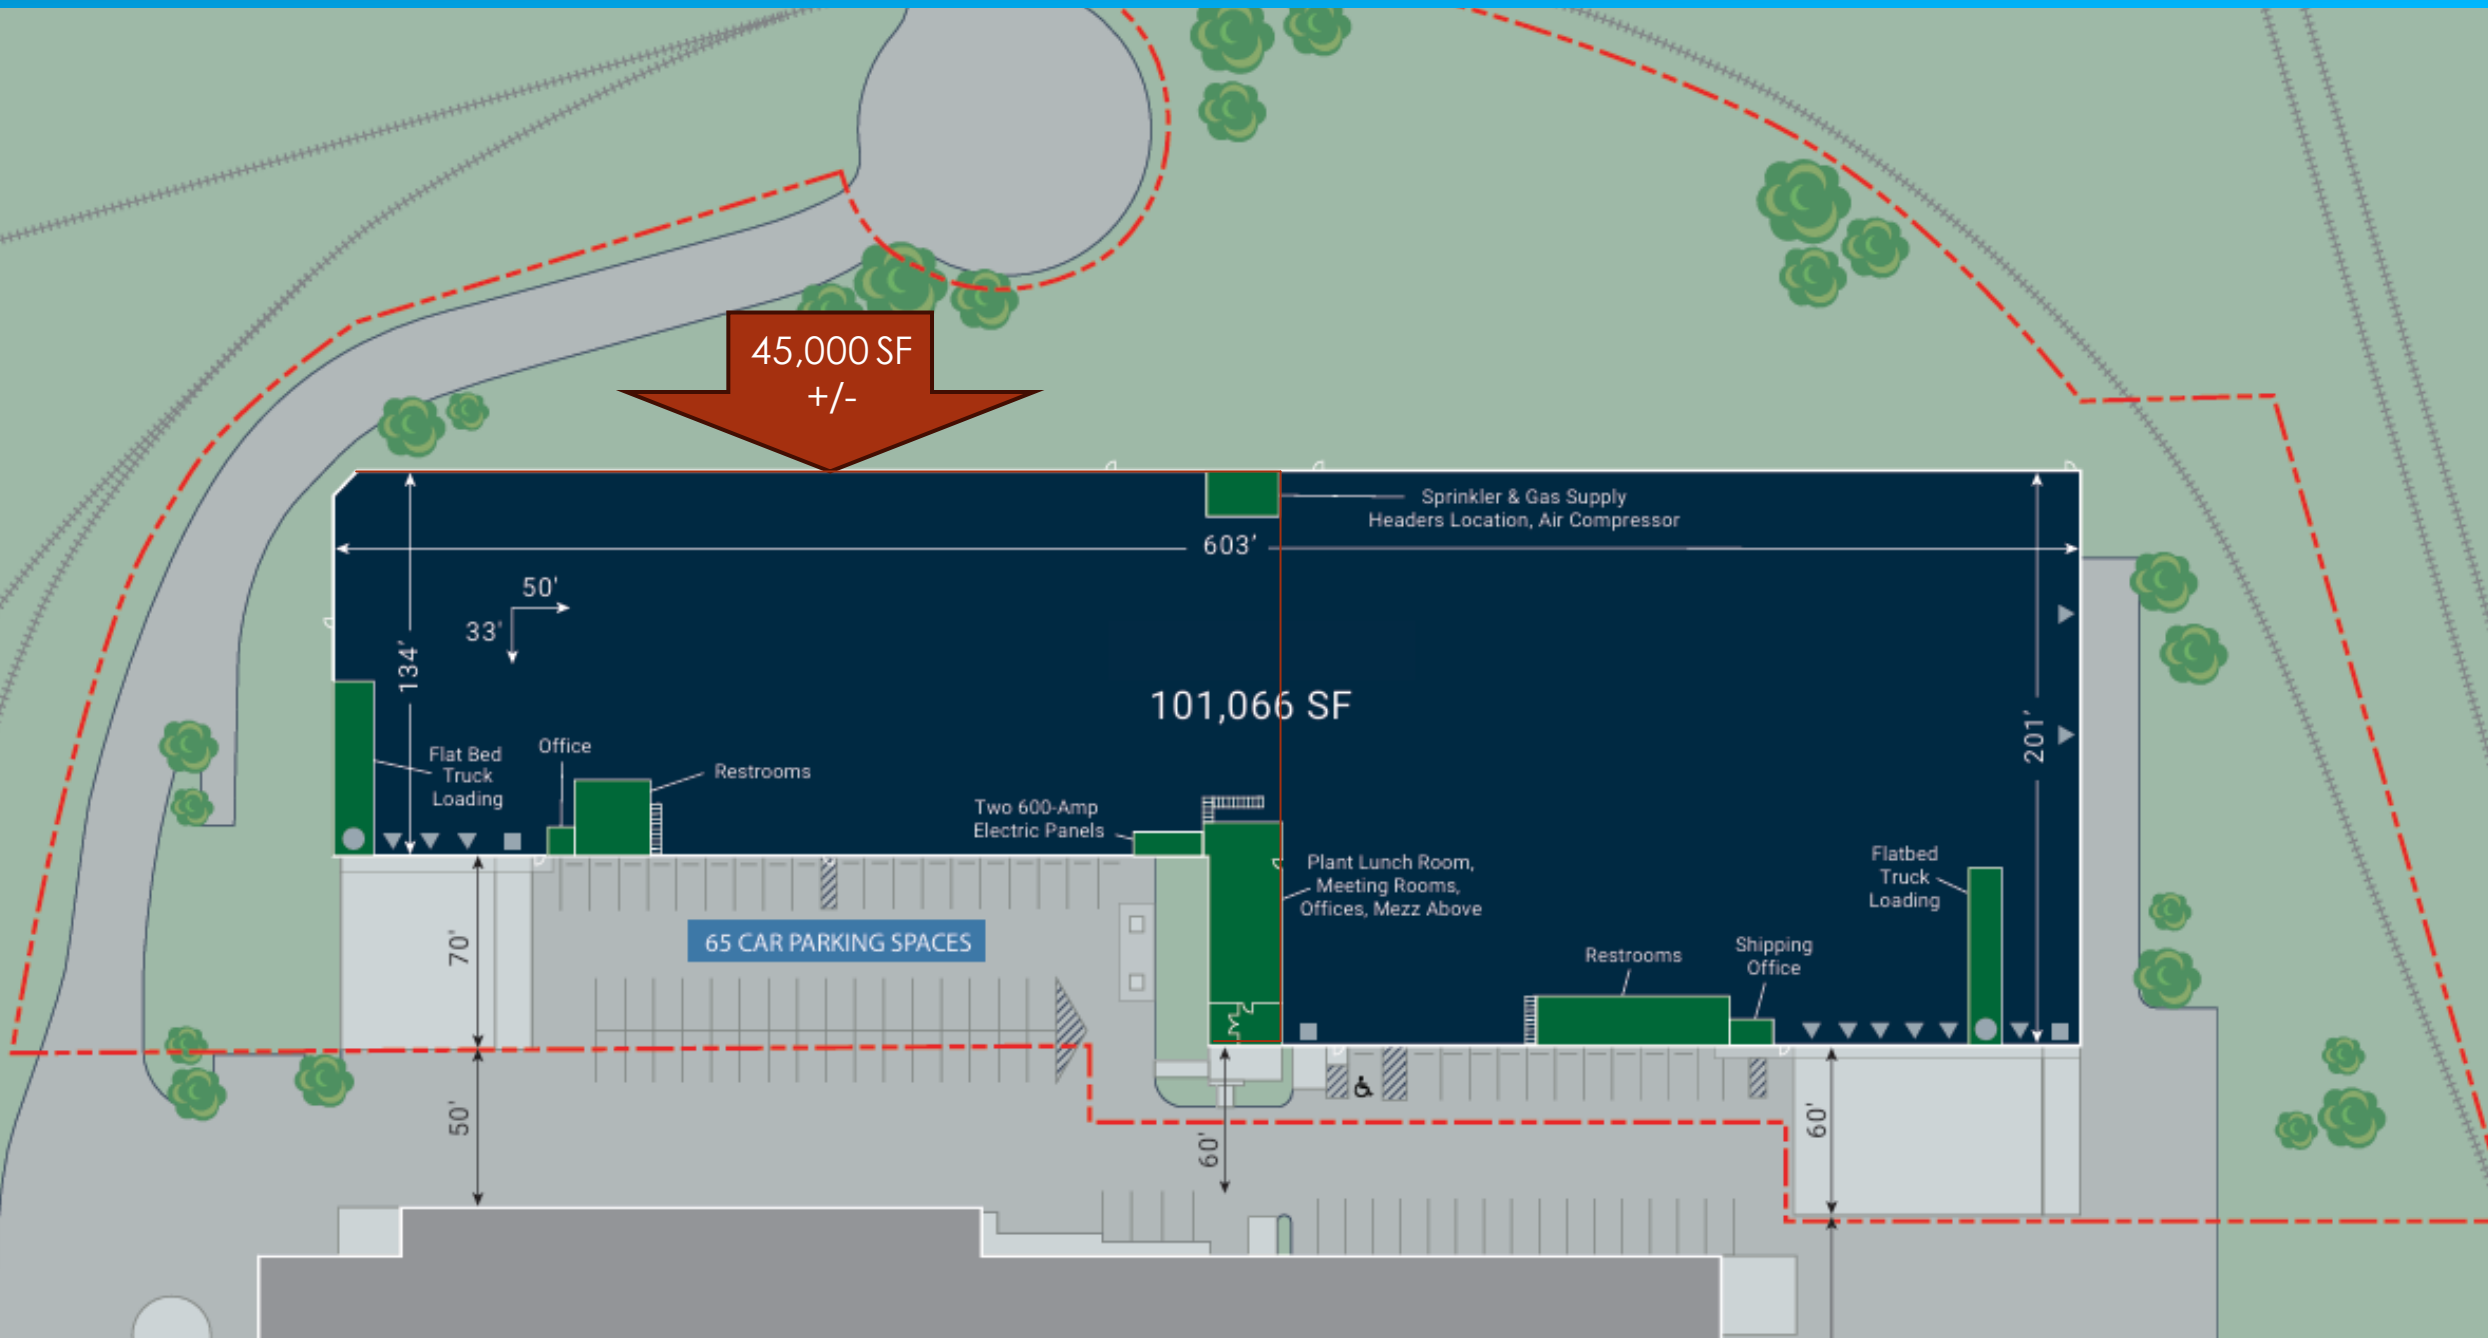 45,000 SF
+/-
Sprinkler & Gas Supply
Headers Location, Air Compressor
603'
50'
33'
134'
101,066 SF
201'
Flat Bed
Truck
Loading
Office
Restrooms
Two 600-Amp
Electric Panels
Plant Lunch Room,
Meeting Rooms,
Offices, Mezz Above
Flatbed
Truck
Loading
Restrooms
Shipping
Office
70'
65 CAR PARKING SPACES
50'
60'
60'